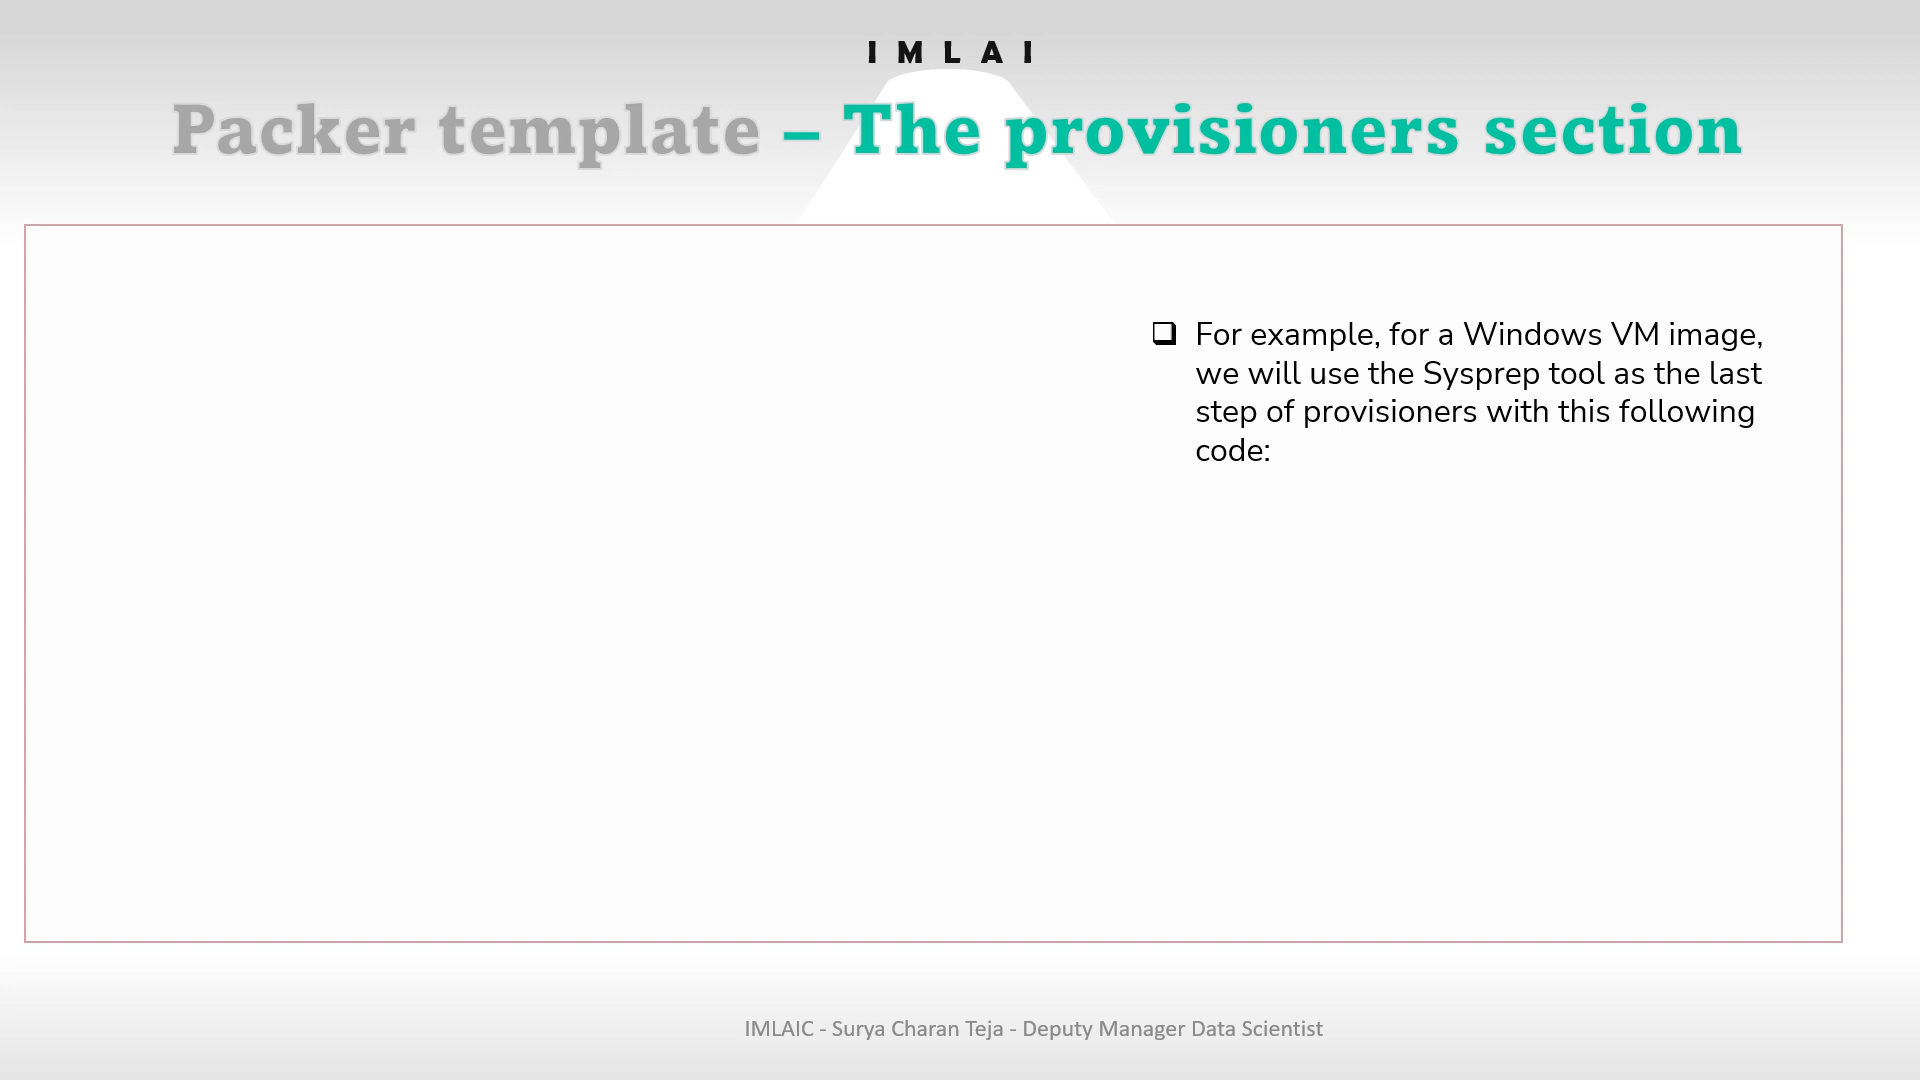 IMLAI
Packer template – The provisioners section
❑ For example, for a Windows VM image,
we will use the Sysprep tool as the last
step of provisioners with this following
code:
IMLAIC - Surya Charan Teja - Deputy Manager Data Scientist